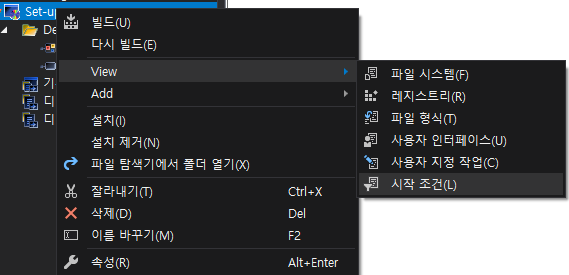 Set-up
빌드(U)
De
다시 빌드(E)
View
파일 시스템(F)
기
Add
레지스트리(R)
디
파일 형식(T)
디
설치(I)
사용자 인터페이스(U)
설치 제거(N)
사용자 지정 작업(C)
파일 탐색기에서 폴더 열기(X)
시작 조건(L)
잘라내기(T) Ctrl+X
삭제(D) Del
이름 바꾸기(M) F2
속성(R) Alt+Enter